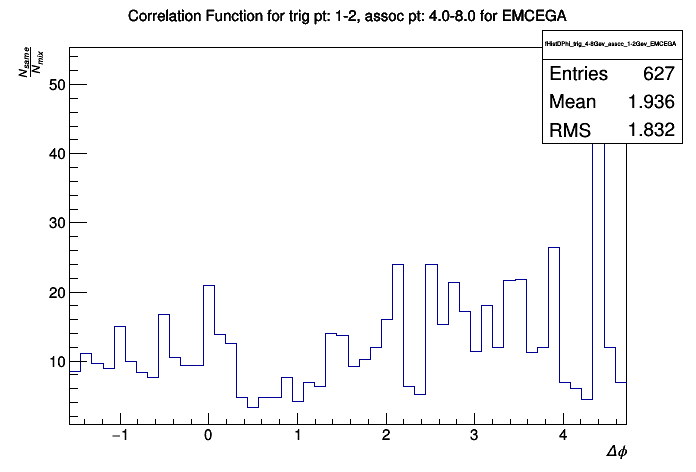 Correlation Function for trig pt: 1-2, assoc pt: 4.0-8.0 for EMCEGA
fHistDPhi_trig_4-8Gev_assoc_1-2Gev_EMCEGA
Entries 627
Mean 1.936
RMS 1.832
N_same
N_mix
50
40
30
20
10
−1 0 1 2 3 4
Δϕ